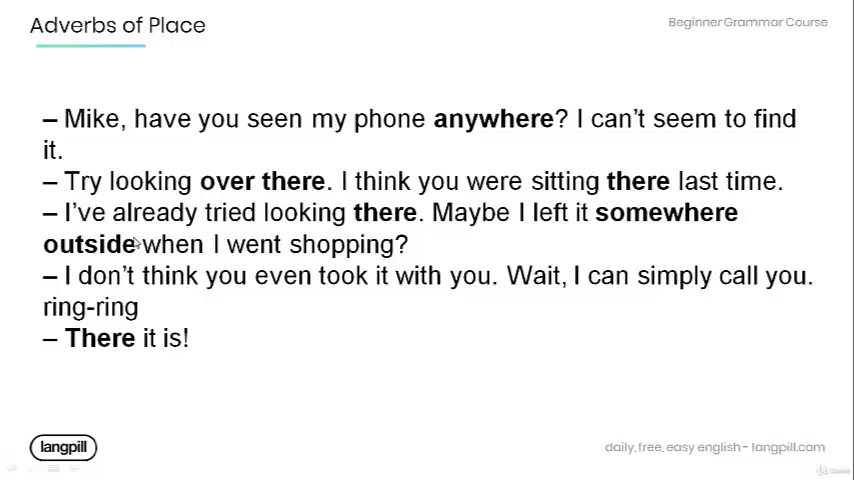 Adverbs of Place
Beginner Grammar Course
– Mike, have you seen my phone anywhere? I can't seem to find
it.
– Try looking over there. I think you were sitting there last time.
– I've already tried looking there. Maybe I left it somewhere
outside when I went shopping?
– I don't think you even took it with you. Wait, I can simply call you.
ring-ring
– There it is!
langpill
daily, free, easy english - langpill.com